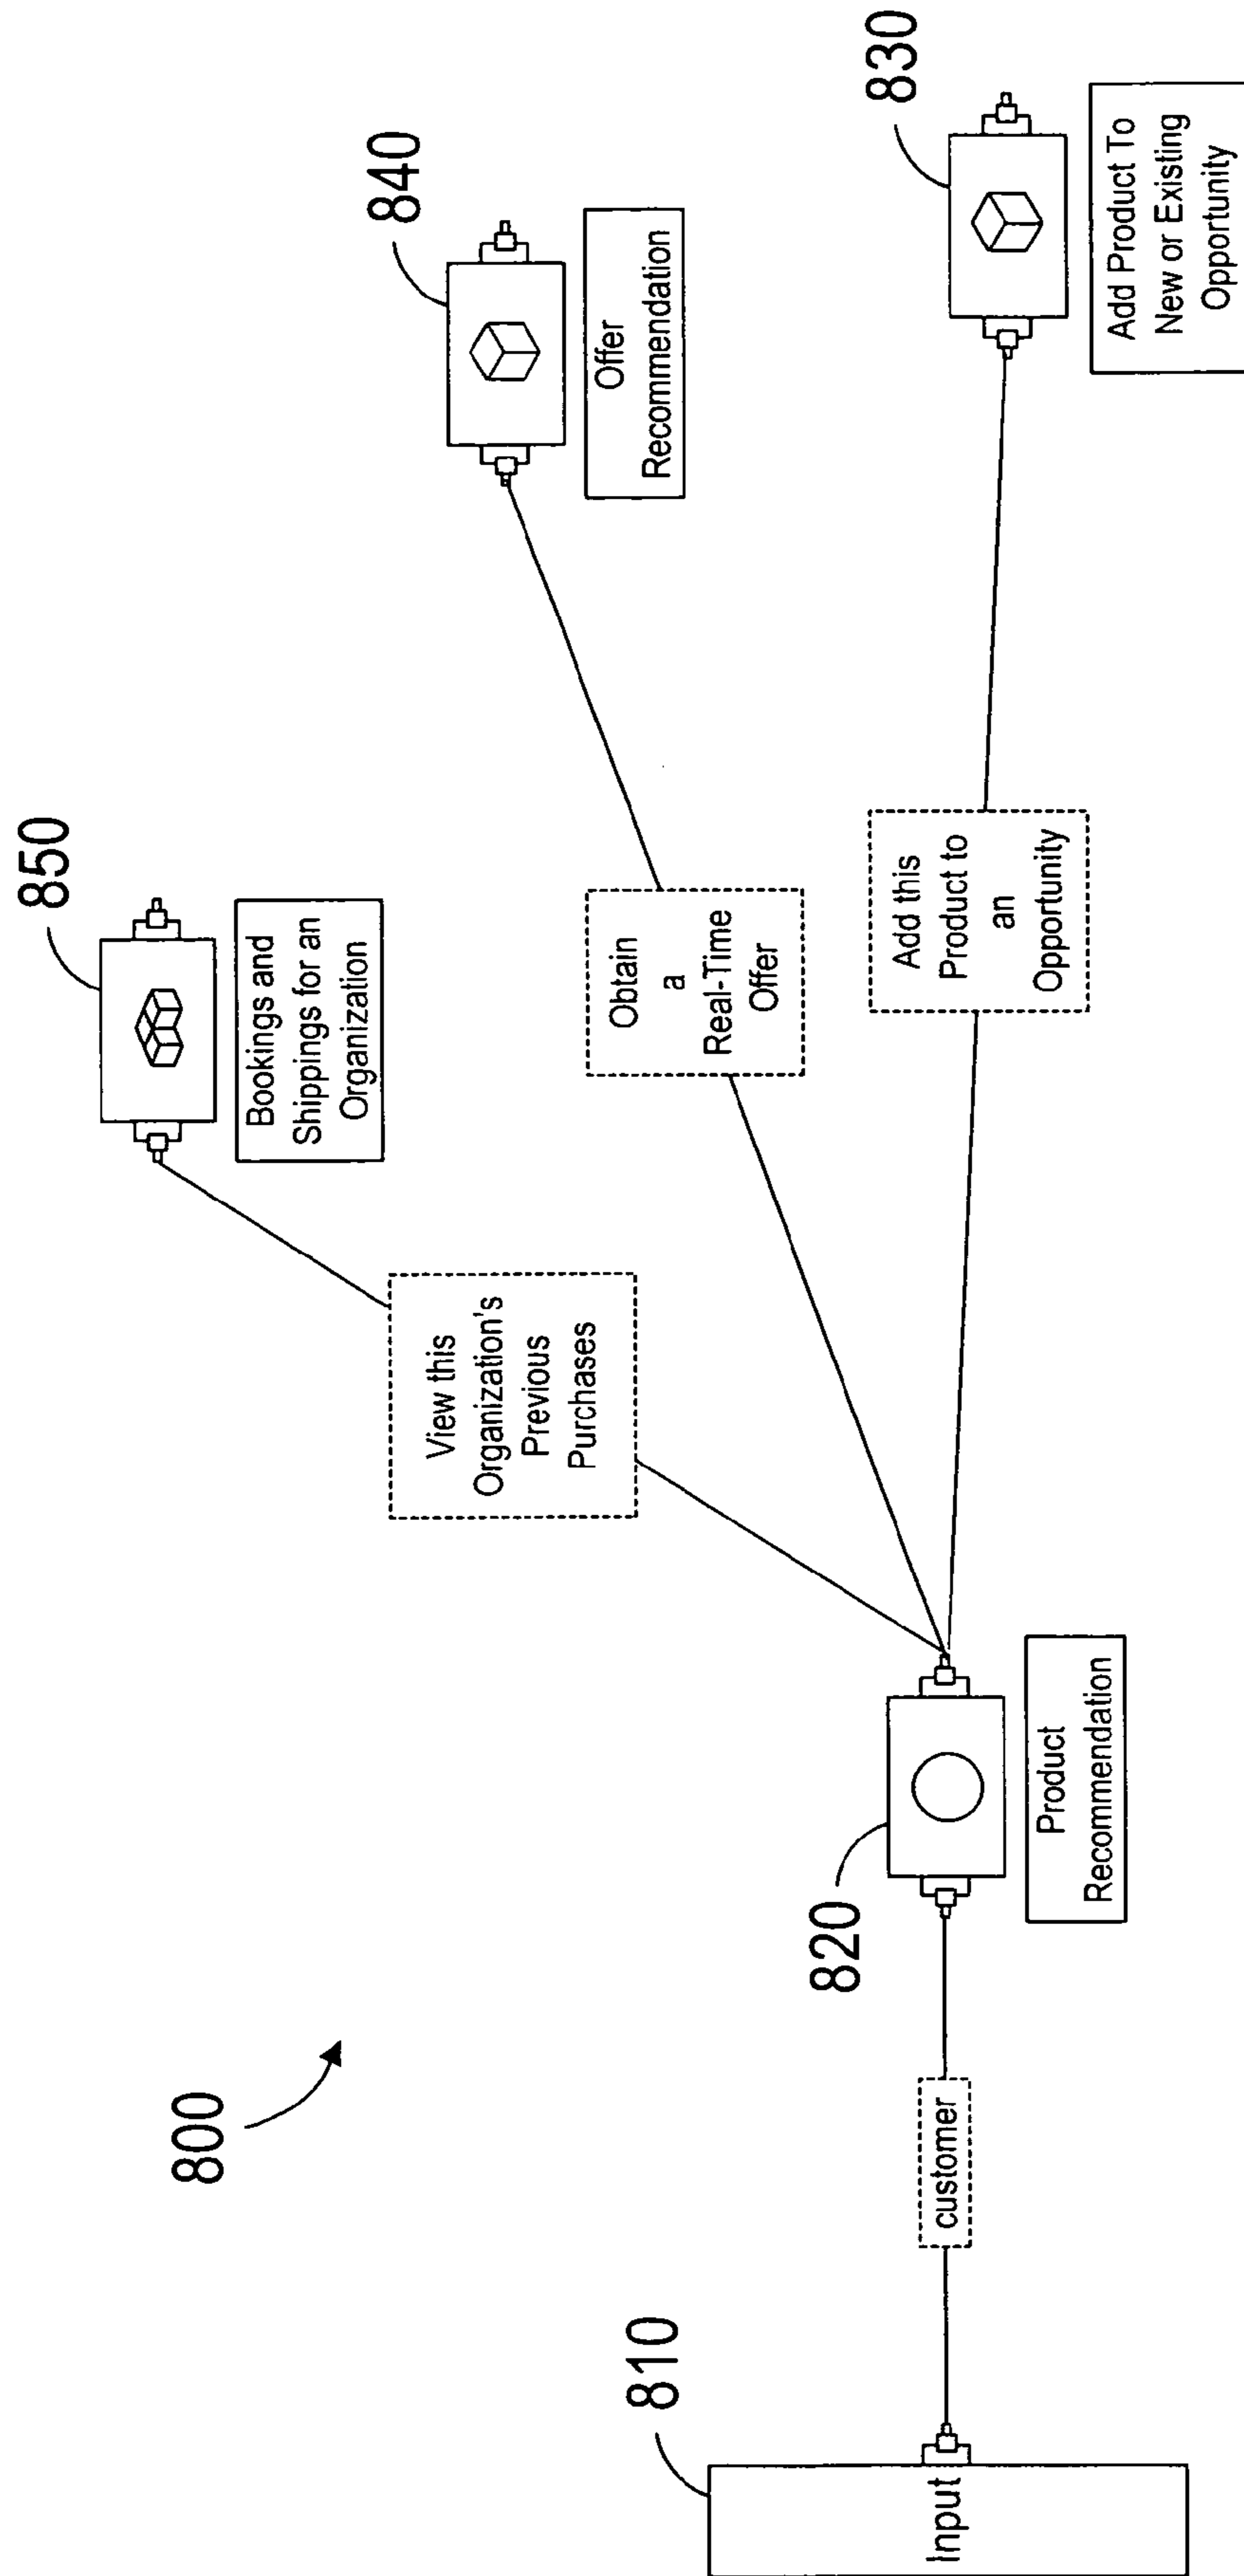 800
850
Bookings and
Shippings for an
Organization
840
Offer
Recommendation
830
Add Product To
New or Existing
Opportunity
View this
Organization's
Previous
Purchases
Obtain
a
Real-Time
Offer
Add this
Product to
an
Opportunity
810
Input
customer
820
Product
Recommendation